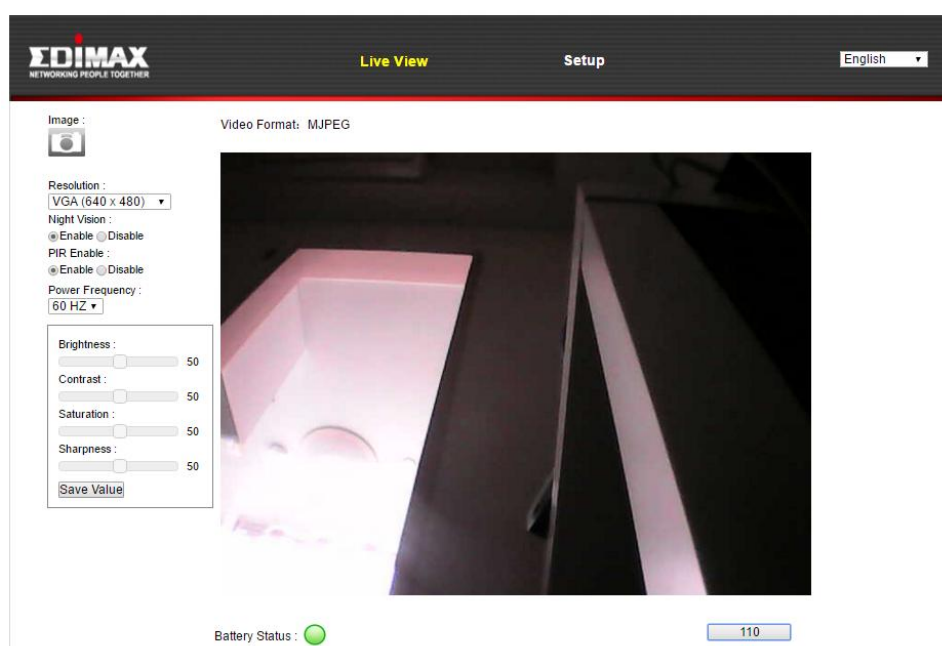 EDIMAX
NETWORKING PEOPLE TOGETHER
Live View
Setup
English
Image :
Video Format: MJPEG
Resolution :
VGA (640 x 480)
Night Vision :
Enable Disable
PIR Enable :
Enable Disable
Power Frequency :
60 HZ
Brightness :
50
Contrast :
50
Saturation :
50
Sharpness :
50
Save Value
Battery Status :
110